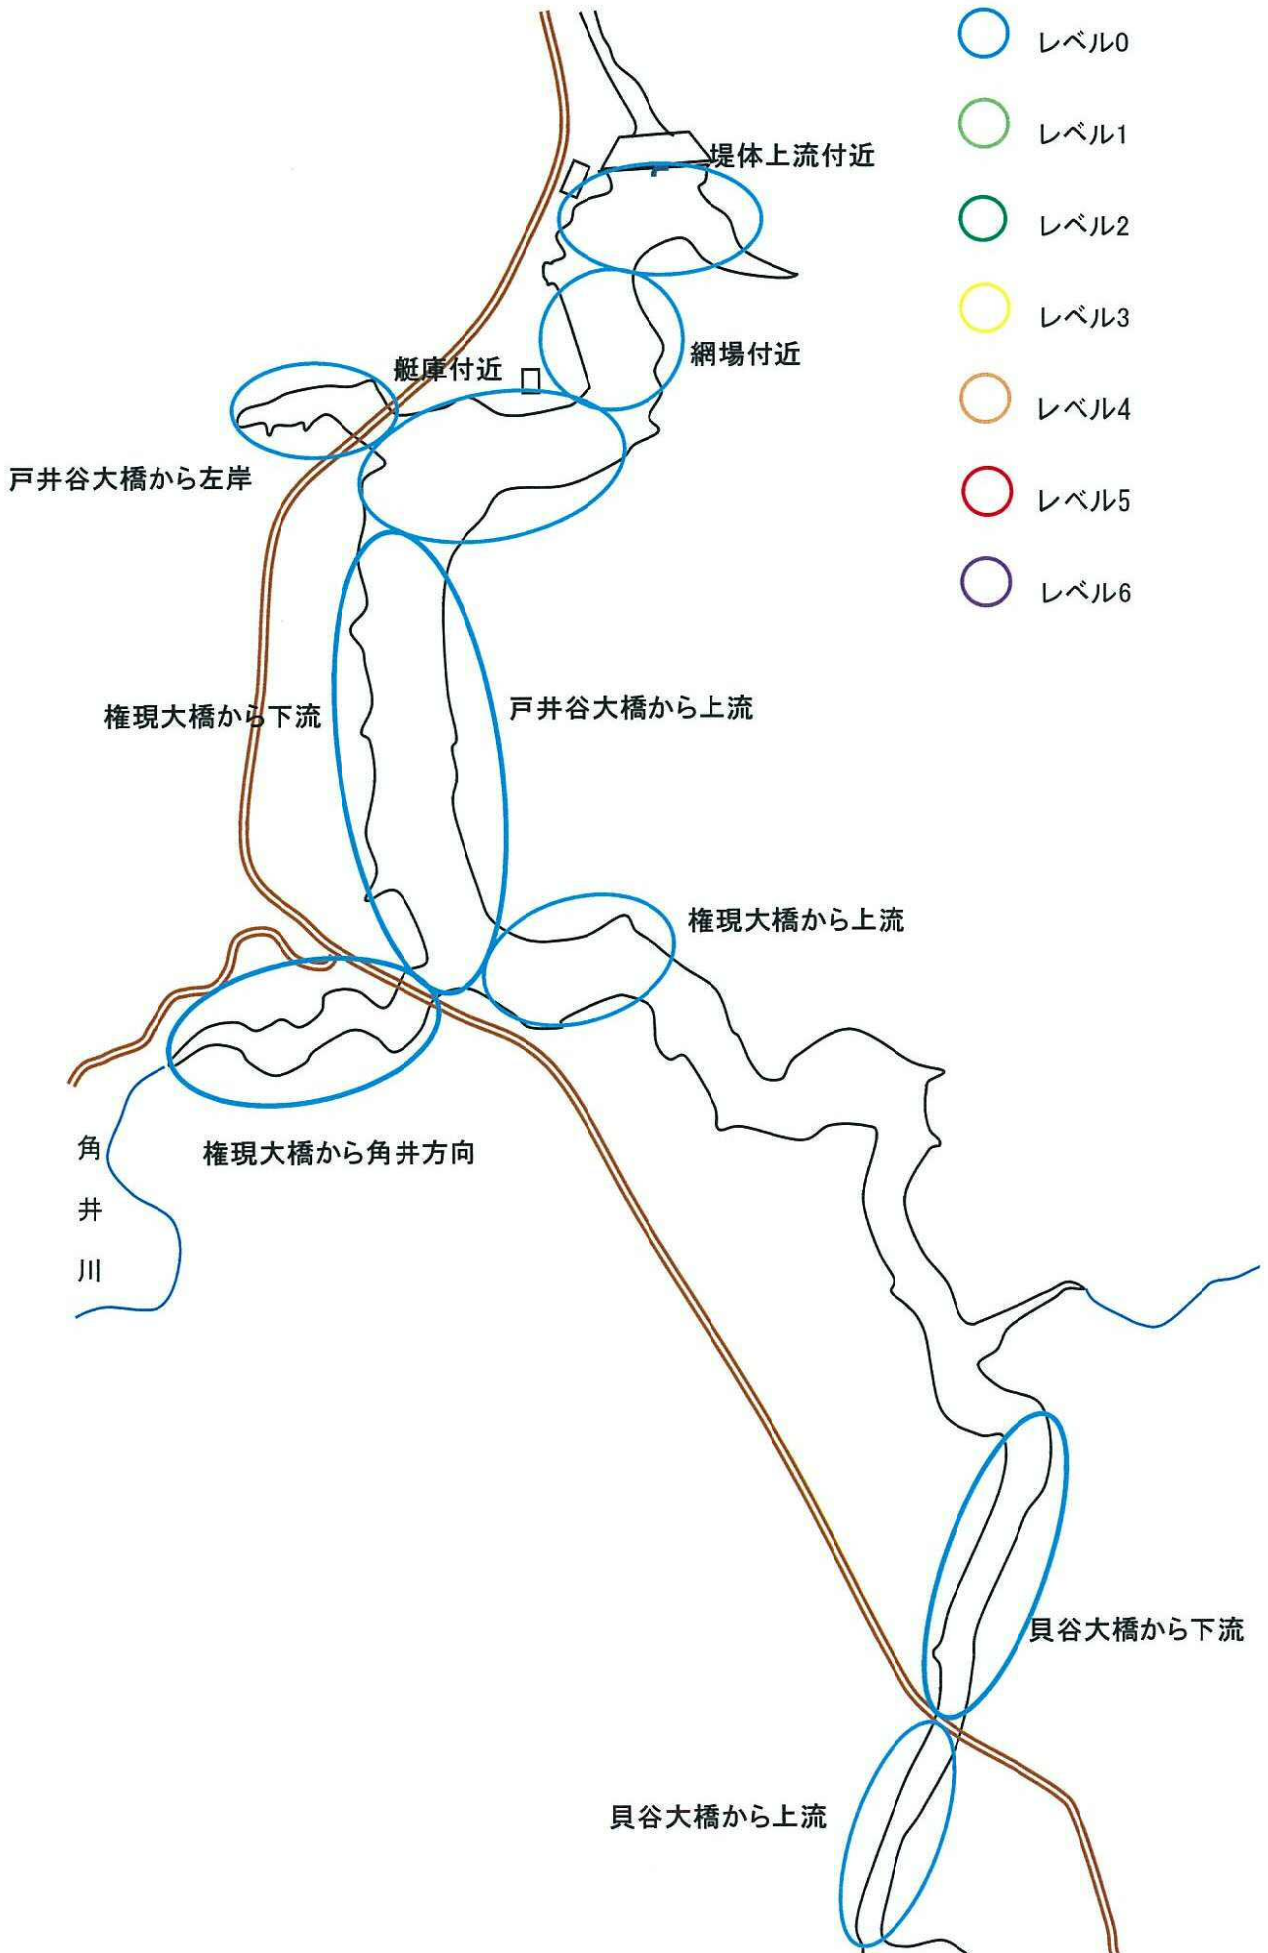 レベル0
レベル1
堤体上流付近
レベル2
レベル3
網場付近
艇庫付近
レベル4
戸井谷大橋から左岸
レベル5
レベル6
権現大橋から下流
戸井谷大橋から上流
権現大橋から上流
権現大橋から角井方向
角井川
貝谷大橋から下流
貝谷大橋から上流